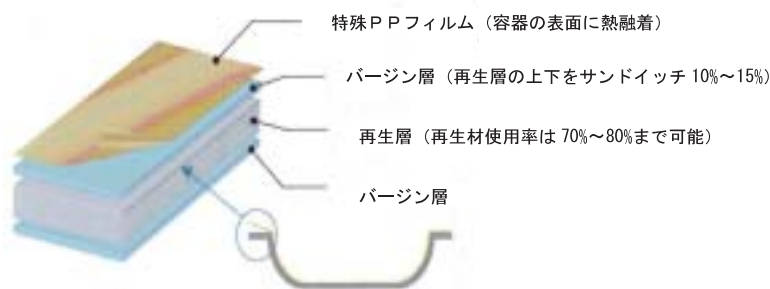 特殊ＰＰフィルム（容器の表面に熱融着）
バージン層（再生層の上下をサンドイッチ 10%～15%）
再生層（再生材使用率は 70%～80%まで可能）
バージン層